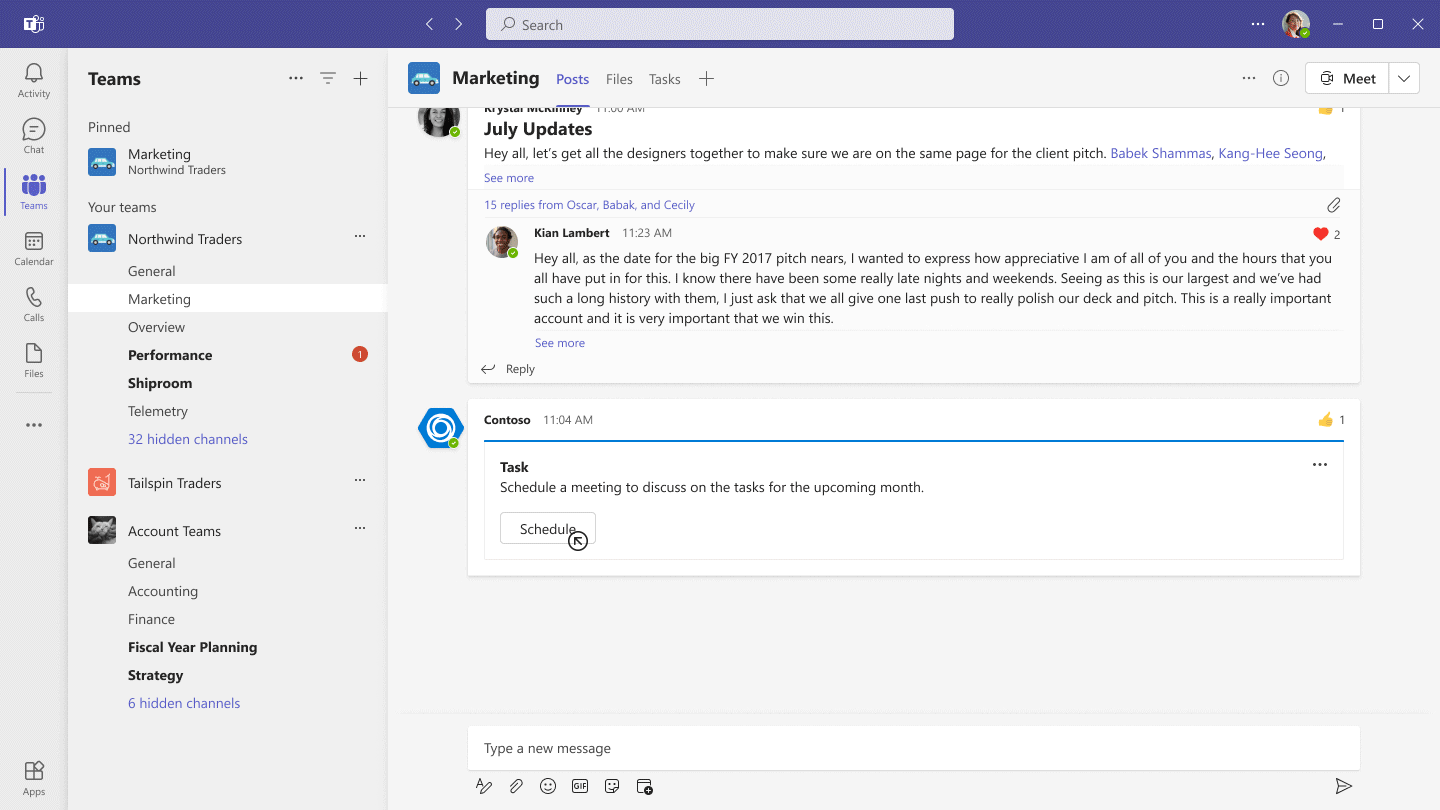 Search
Activity
Chat
Teams
Calendar
Calls
Files
Apps
Teams
Pinned
Marketing
Northwind Traders
Your teams
Northwind Traders
General
Marketing
Overview
Performance 1
Shiproom
Telemetry
32 hidden channels
Tailspin Traders
Account Teams
General
Accounting
Finance
Fiscal Year Planning
Strategy
6 hidden channels
Marketing Posts Files Tasks
Meet
Krystal McKinney 11:00 AM 1
July Updates
Hey all, let’s get all the designers together to make sure we are on the same page for the client pitch. Babek Shammas, Kang-Hee Seong,
See more
15 replies from Oscar, Babak, and Cecily
Kian Lambert 11:23 AM 2
Hey all, as the date for the big FY 2017 pitch nears, I wanted to express how appreciative I am of all of you and the hours that you
all have put in for this. I know there have been some really late nights and weekends. Seeing as this is our largest and we’ve had
such a long history with them, I just ask that we all give one last push to really polish our deck and pitch. This is a really important
account and it is very important that we win this.
See more
Reply
Contoso 11:04 AM 1
Task
Schedule a meeting to discuss on the tasks for the upcoming month.
Schedule
Type a new message
GIF